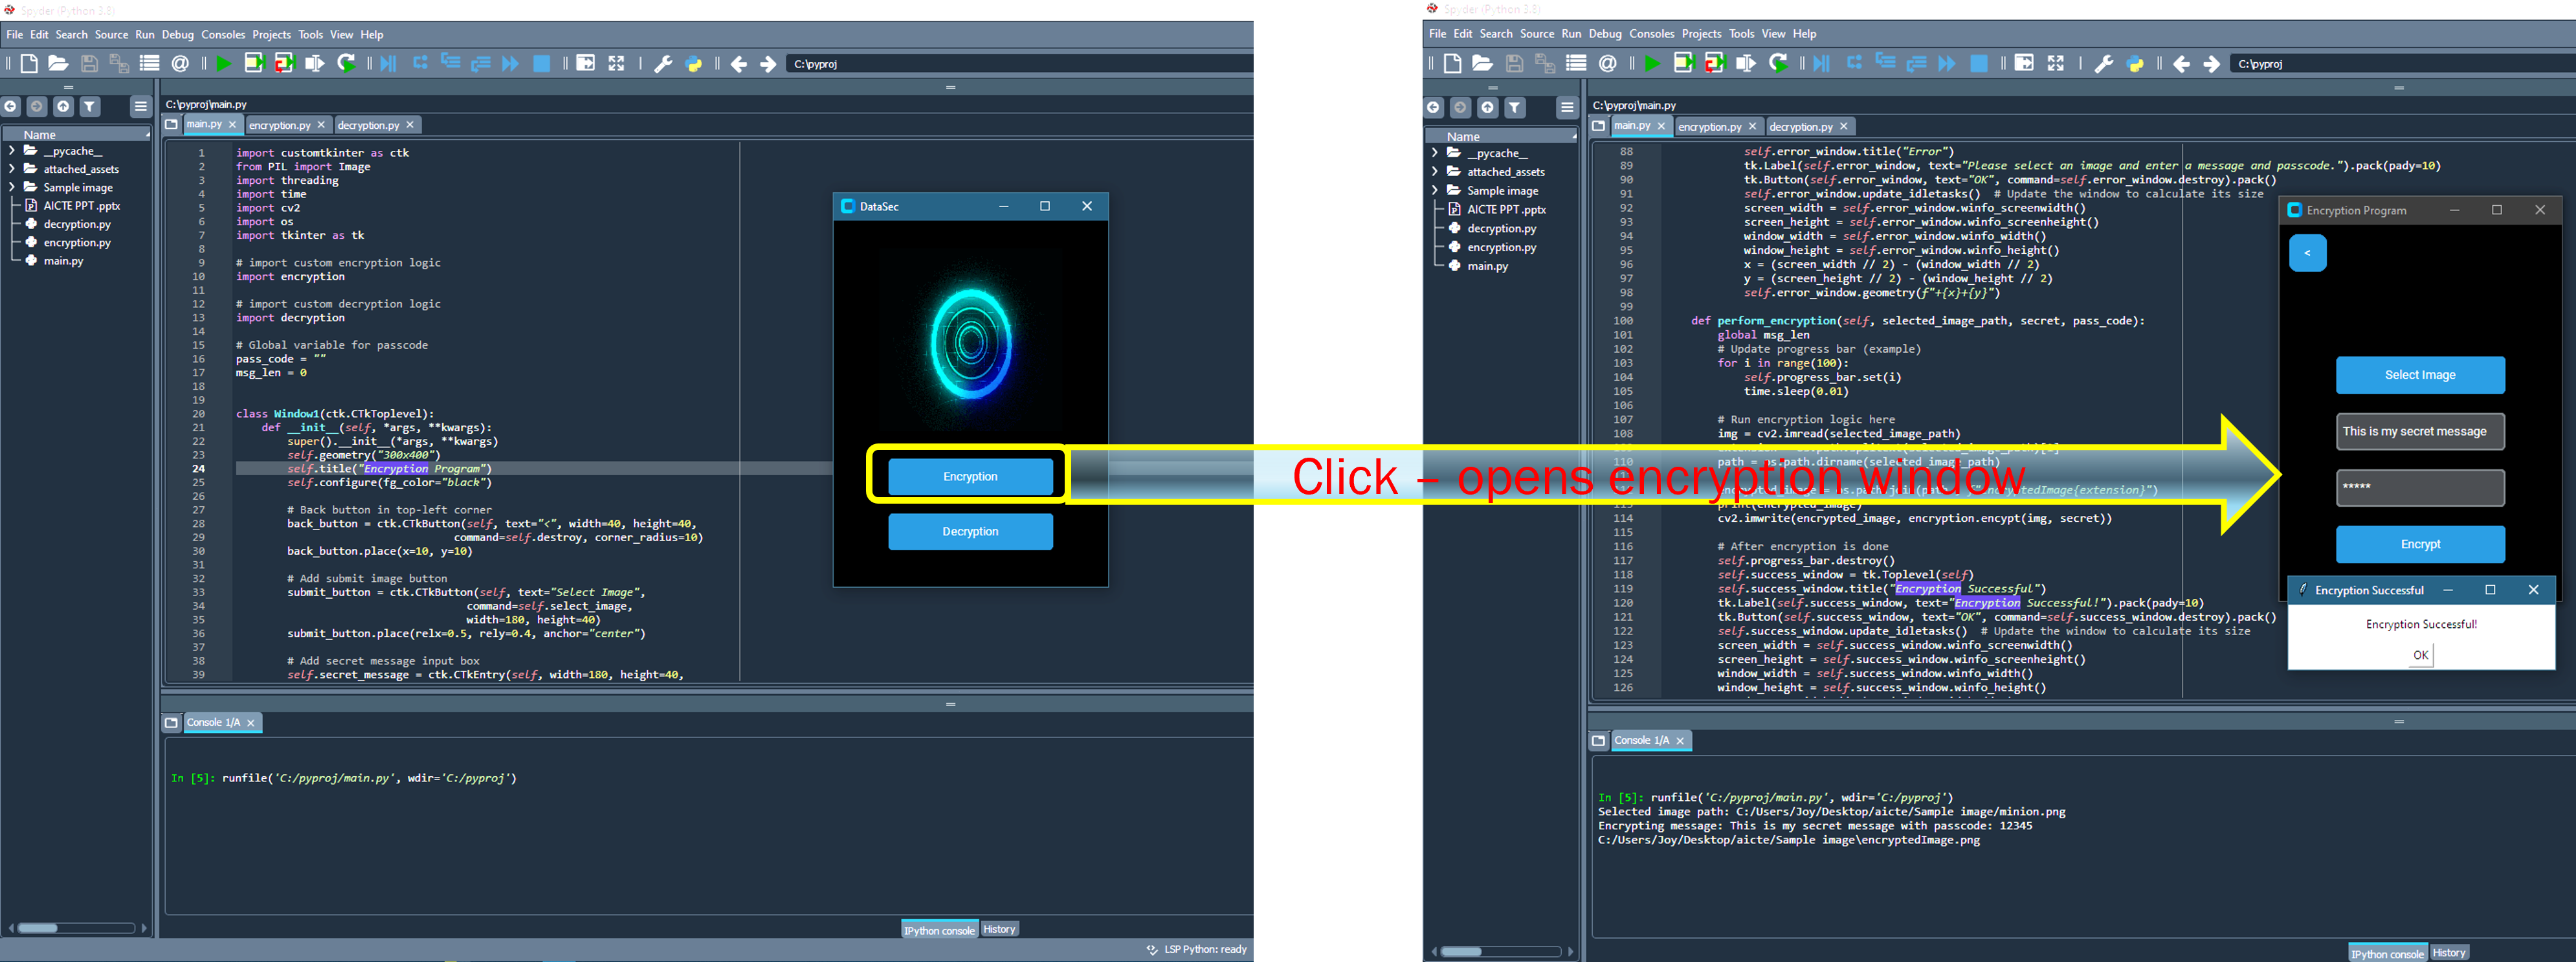 Spyder (Python 3.8)
File Edit Search Source Run Debug Consoles Projects Tools View Help
C:\pyproj
C:\pyproj\main.py
main.py
encryption.py
decryption.py
Name
__pycache__
attached_assets
Sample image
AICTE PPT .pptx
decryption.py
encryption.py
main.py
1 import customtkinter as ctk
2 from PIL import Image
3 import threading
4 import time
5 import cv2
6 import os
7 import tkinter as tk
8
9 # import custom encryption logic
10 import encryption
11
12 # import custom decryption logic
13 import decryption
14
15 # Global variable for passcode
16 pass_code = ""
17 msg_len = 0
18
19
20 class Window1(ctk.CTkToplevel):
21 def __init__(self, *args, **kwargs):
22 super().__init__(*args, **kwargs)
23 self.geometry("300x400")
24 self.title("Encryption Program")
25 self.configure(fg_color="black")
26
27 # Back button in top-left corner
28 back_button = ctk.CTkButton(self, text="<", width=40, height=40,
29 command=self.destroy, corner_radius=10)
30 back_button.place(x=10, y=10)
31
32 # Add submit image button
33 submit_button = ctk.CTkButton(self, text="Select Image",
34 command=self.select_image,
35 width=180, height=40)
36 submit_button.place(relx=0.5, rely=0.4, anchor="center")
37
38 # Add secret message input box
39 self.secret_message = ctk.CTkEntry(self, width=180, height=40,
DataSec
Encryption
Decryption
Console 1/A
In [5]: runfile('C:/pyproj/main.py', wdir='C:/pyproj')
IPython console History
LSP Python: ready
Click – opens encryption window
Spyder (Python 3.8)
File Edit Search Source Run Debug Consoles Projects Tools View Help
C:\pyproj
C:\pyproj\main.py
main.py
encryption.py
decryption.py
Name
__pycache__
attached_assets
Sample image
AICTE PPT .pptx
decryption.py
encryption.py
main.py
88 self.error_window.title("Error")
89 tk.Label(self.error_window, text="Please select an image and enter a message and passcode.").pack(pady=10)
90 tk.Button(self.error_window, text="OK", command=self.error_window.destroy).pack()
91 self.error_window.update_idletasks() # Update the window to calculate its size
92 screen_width = self.error_window.winfo_screenwidth()
93 screen_height = self.error_window.winfo_screenheight()
94 window_width = self.error_window.winfo_width()
95 window_height = self.error_window.winfo_height()
96 x = (screen_width // 2) - (window_width // 2)
97 y = (screen_height // 2) - (window_height // 2)
98 self.error_window.geometry(f"+{x}+{y}")
99
100 def perform_encryption(self, selected_image_path, secret, pass_code):
101 global msg_len
102 # Update progress bar (example)
103 for i in range(100):
104 self.progress_bar.set(i)
105 time.sleep(0.01)
106
107 # Run encryption logic here
108 img = cv2.imread(selected_image_path)
110 path = os.path.dirname(selected_image_path)
114 cv2.imwrite(encrypted_image, encryption.encypt(img, secret))
115
116 # After encryption is done
117 self.progress_bar.destroy()
118 self.success_window = tk.Toplevel(self)
119 self.success_window.title("Encryption Successful")
120 tk.Label(self.success_window, text="Encryption Successful!").pack(pady=10)
121 tk.Button(self.success_window, text="OK", command=self.success_window.destroy).pack()
122 self.success_window.update_idletasks() # Update the window to calculate its size
123 screen_width = self.success_window.winfo_screenwidth()
124 screen_height = self.success_window.winfo_screenheight()
125 window_width = self.success_window.winfo_width()
126 window_height = self.success_window.winfo_height()
Encryption Program
<
Select Image
This is my secret message
*****
Encrypt
Encryption Successful
Encryption Successful!
OK
Console 1/A
In [5]: runfile('C:/pyproj/main.py', wdir='C:/pyproj')
Selected image path: C:/Users/Joy/Desktop/aicte/Sample image/minion.png
Encrypting message: This is my secret message with passcode: 12345
C:/Users/Joy/Desktop/aicte/Sample image\encryptedImage.png
IPython console History